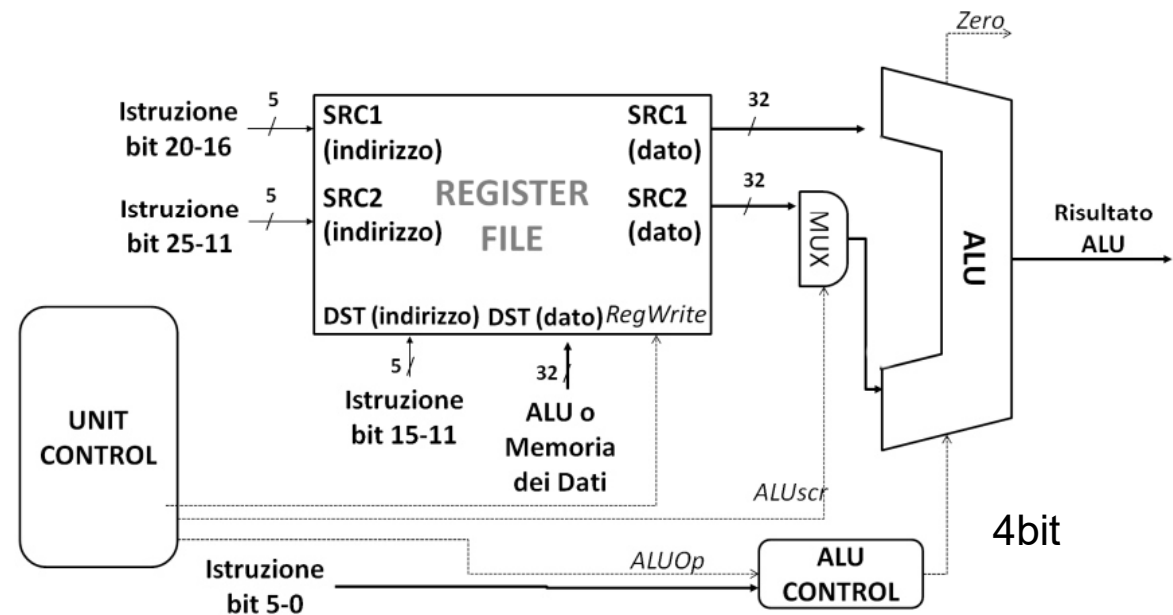 Zero
5
Istruzione
bit 20-16
SRC1
(indirizzo)
SRC1
(dato)
32
5
Istruzione
bit 25-11
SRC2
(indirizzo)
REGISTER
FILE
SRC2
(dato)
32
MUX
ALU
Risultato
ALU
DST (indirizzo) DST (dato) RegWrite
5
Istruzione
bit 15-11
32
ALU o
Memoria
dei Dati
UNIT
CONTROL
ALUscr
4bit
ALUOp
ALU
CONTROL
Istruzione
bit 5-0